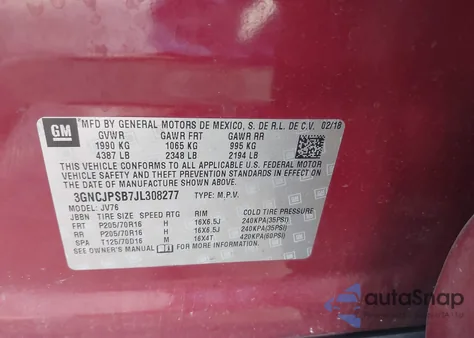 GM
MFD BY GENERAL MOTORS DE MEXICO, S. DE R.L. DE C.V. 02/18
GVWR GAWR FRT GAWR RR
1990 KG 1065 KG 995 KG
4387 LB 2348 LB 2194 LB
THIS VEHICLE CONFORMS TO ALL APPLICABLE U.S. FEDERAL MOTOR
VEHICLE SAFETY AND THEFT PREVENTION STANDARDS IN EFFECT ON THE
DATE OF MANUFACTURE SHOWN ABOVE.
3GNCJPSB7JL308277 TYPE: M.P.V.
MODEL: JV76
JBBN TIRE SIZE SPEED RTG RIM COLD TIRE PRESSURE
FRT P205/70R16 H 16X6.5J 240KPA(35PSI)
RR P205/70R16 H 16X6.5J 240KPA(35PSI)
SPA T125/70D16 M 16X4T 420KPA(60PSI)
SEE OWNER'S MANUAL FOR MORE INFORMATION.
autaSnap